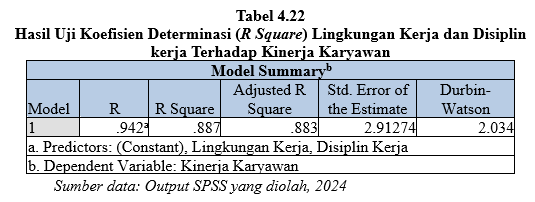 Tabel 4.22
Hasil Uji Koefisien Determinasi (R Square) Lingkungan Kerja dan Disiplin
kerja Terhadap Kinerja Karyawan
Model Summaryb
Model R R Square Adjusted R Square Std. Error of the Estimate Durbin-Watson
1 .942a .887 .883 2.91274 2.034
a. Predictors: (Constant), Lingkungan Kerja, Disiplin Kerja
b. Dependent Variable: Kinerja Karyawan
Sumber data: Output SPSS yang diolah, 2024